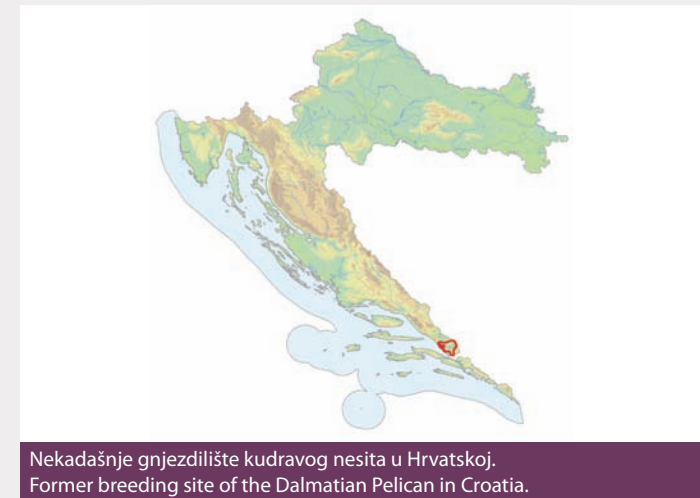 Nekadašnje gnjezdilište kudravog nesita u Hrvatskoj.
Former breeding site of the Dalmatian Pelican in Croatia.